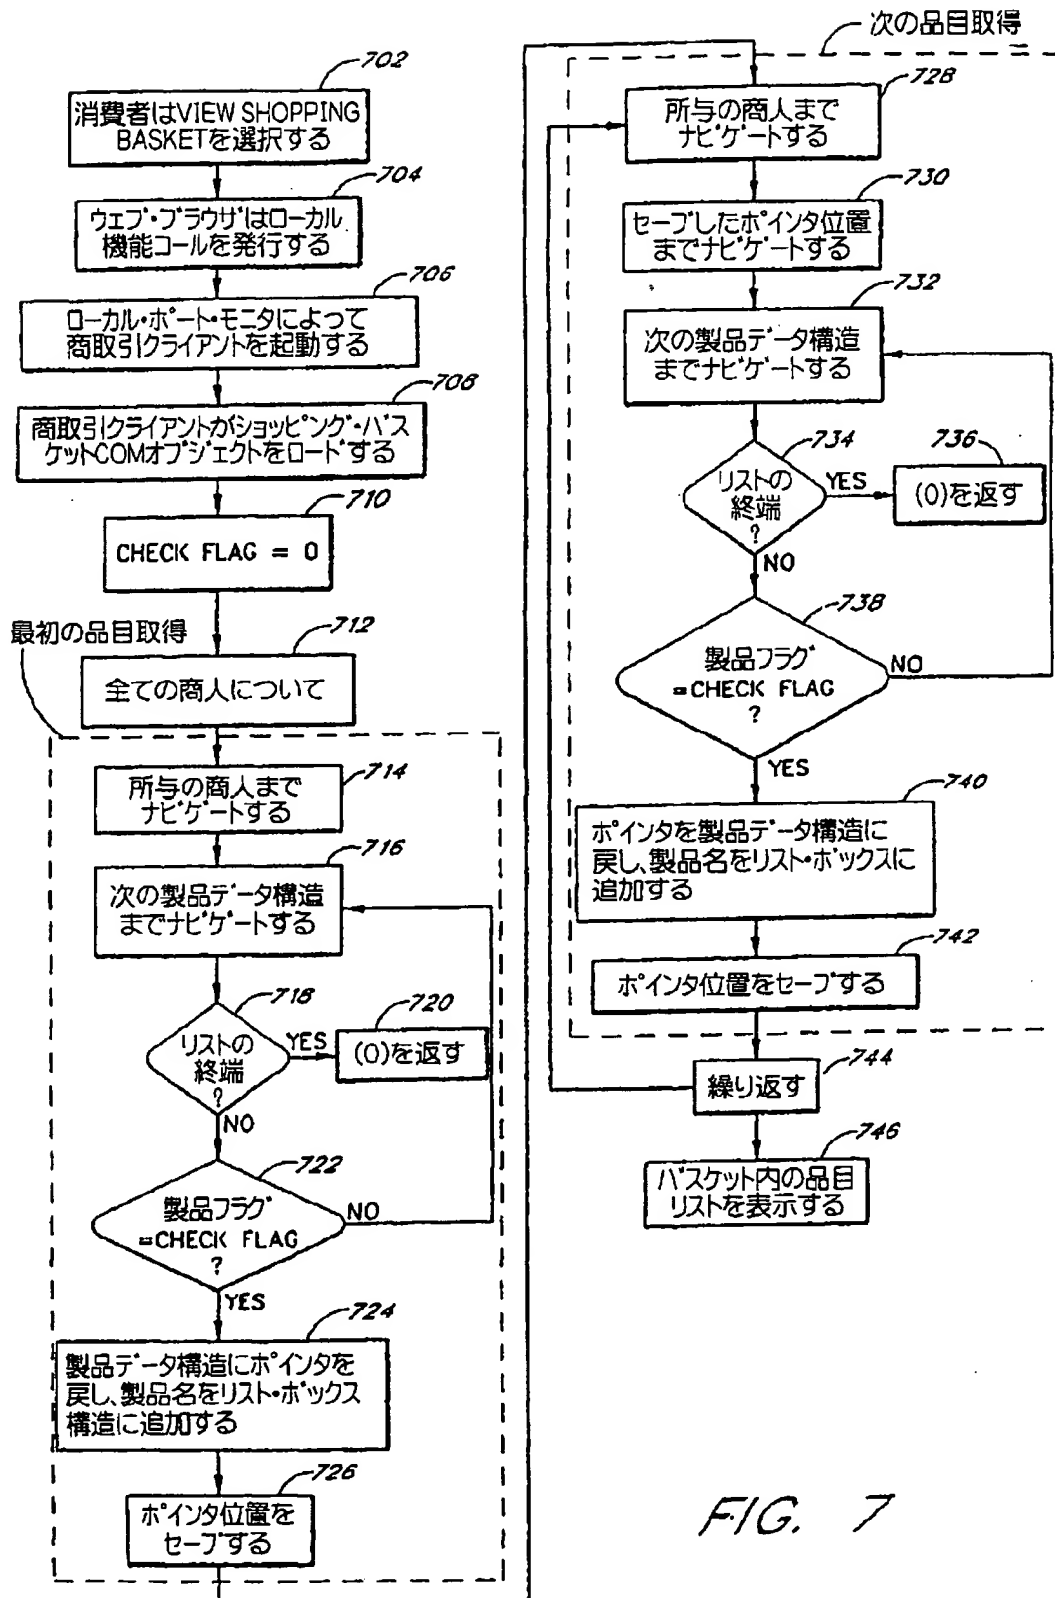 702
消費者はVIEW SHOPPING
BASKETを選択する
704
ウェブ・ブラウザはローカル
機能コールを発行する
706
ローカル・ポート・モニタによって
商取引クライアントを起動する
708
商取引クライアントがショッピング・バス
ケットCOMオブジェクトをロードする
710
CHECK FLAG = 0
最初の品目取得
712
全ての商人について
714
所与の商人まで
ナビゲートする
716
次の製品データ構造
までナビゲートする
718
リストの
終端
?
YES
720
(0)を返す
NO
722
製品フラグ
=CHECK FLAG
?
NO
YES
724
製品データ構造にポインタを
戻し、製品名をリスト・ボックス
構造に追加する
726
ポインタ位置を
セーブする
次の品目取得
728
所与の商人まで
ナビゲートする
730
セーブしたポインタ位置
までナビゲートする
732
次の製品データ構造
までナビゲートする
734
リストの
終端
?
YES
736
(0)を返す
NO
738
製品フラグ
=CHECK FLAG
?
NO
YES
740
ポインタを製品データ構造に
戻し、製品名をリスト・ボックスに
追加する
742
ポインタ位置をセーブする
744
繰り返す
746
バスケット内の品目
リストを表示する
FIG. 7